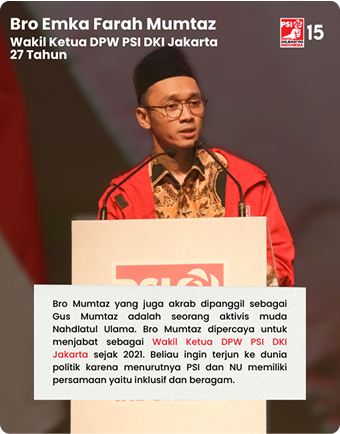 Bro Emka Farah Mumtaz
Wakil Ketua DPW PSI DKI Jakarta
27 Tahun
PSI
SOLIDARITAS
INDONESIA
15
PSI
Bro Mumtaz yang juga akrab dipanggil sebagai
Gus Mumtaz adalah seorang aktivis muda
Nahdlatul Ulama. Bro Mumtaz dipercaya untuk
menjabat sebagai Wakil Ketua DPW PSI DKI
Jakarta sejak 2021. Beliau ingin terjun ke dunia
politik karena menurutnya PSI dan NU memiliki
persamaan yaitu inklusif dan beragam.